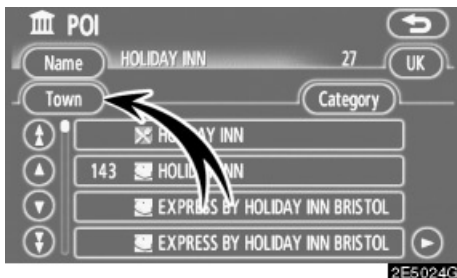 POI
Name HOLIDAY INN 27 UK
Town Category
INN
143
EXPRESS BY HOLIDAY INN BRISTOL
EXPRESS BY HOLIDAY INN BRISTOL
2E5024G